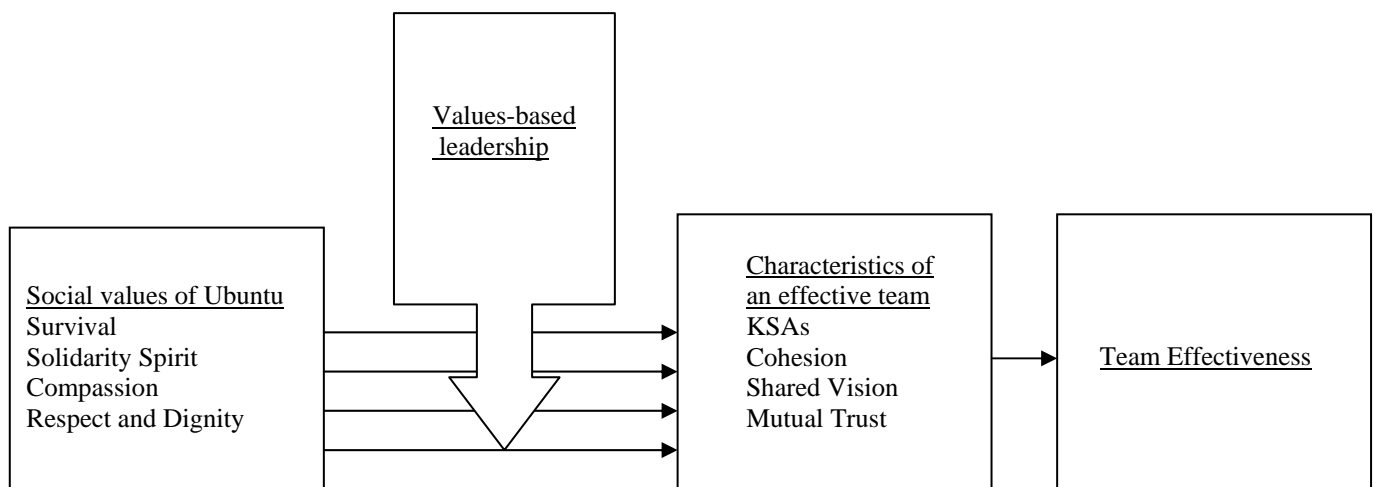 Values-based
leadership
Social values of Ubuntu
Survival
Solidarity Spirit
Compassion
Respect and Dignity
Characteristics of
an effective team
KSAs
Cohesion
Shared Vision
Mutual Trust
Team Effectiveness